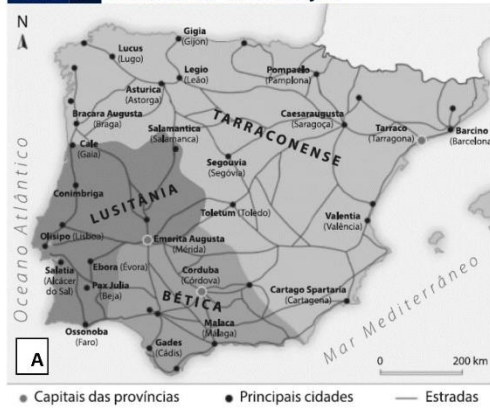 N
Gigia
(Gijon)
Lucus
(Lugo)
Legio
(Leão)
Pompaelo
(Pamplona)
Asturica
(Astorga)
Bracara Augusta
(Braga)
Salamantica
(Salamanca)
Caesaraugusta
(Saragoça)
TARRACONENSE
Tarraco
(Tarragona)
Barcino
(Barcelona
Cale
(Gaia)
Segouvia
(Segóvia)
Conimbriga
LUSITÂNIA
Toletum (Toledo)
Valentia
(València)
Olisipo (Lisboa)
Emerita Augusta
(Mérida)
Salatia
(Alcácer
do Sal)
Ebora (Évora)
Corduba
(Córdova)
Pax Julia
(Beja)
BÉTICA
Cartago Spartaria
(Cartagena)
Ossonoba
(Faro)
Malaca
(Málaga)
Gades
(Cádis)
Oceano Atlântico
Mar Mediterrâneo
A
0 200 km
Capitais das províncias Principais cidades Estradas